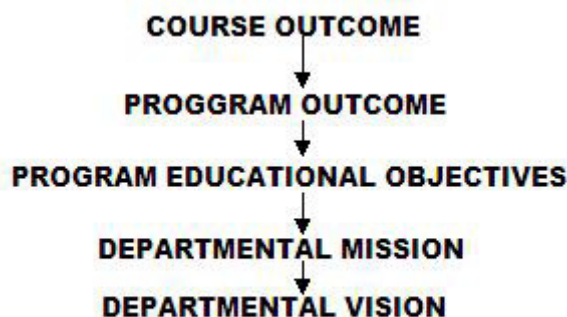 COURSE OUTCOME
PROGGRAM OUTCOME
PROGRAM EDUCATIONAL OBJECTIVES
DEPARTMENTAL MISSION
DEPARTMENTAL VISION